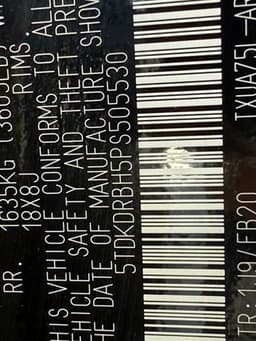 RR. 1635KG (3605LB) W
18X8J RIMS.
HIS VEHICLE CONFORMS TO ALL
EHICLE SAFETY AND THEFT PRE
HE DATE OF MANUFACTURE SHOW
5TDKDRBH5PS505530
TR:119/FB20 TXUA75L-AR